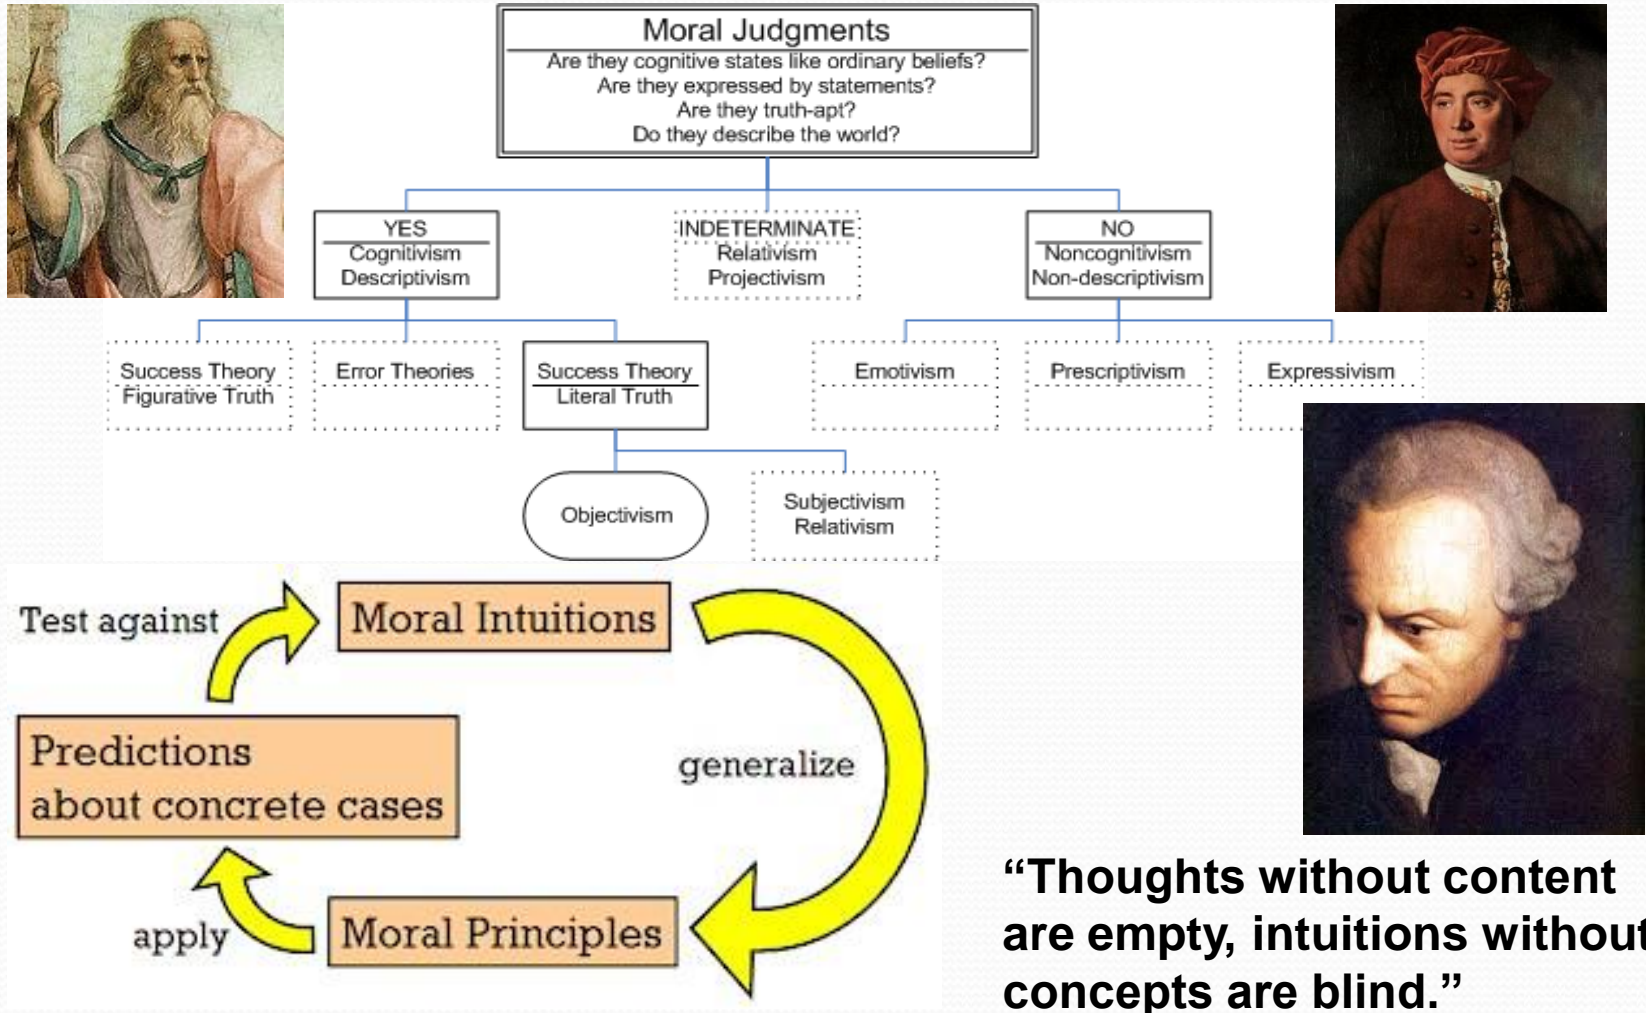 Moral Judgments
Are they cognitive states like ordinary beliefs?
Are they expressed by statements?
Are they truth-apt?
Do they describe the world?
YES
Cognitivism
Descriptivism
INDETERMINATE
Relativism
Projectivism
NO
Noncognitivism
Non-descriptivism
Success Theory
Figurative Truth
Error Theories
Success Theory
Literal Truth
Emotivism
Prescriptivism
Expressivism
Objectivism
Subjectivism
Relativism
Test against
Moral Intuitions
Predictions
about concrete cases
generalize
apply
Moral Principles
“Thoughts without content
are empty, intuitions without
concepts are blind.”